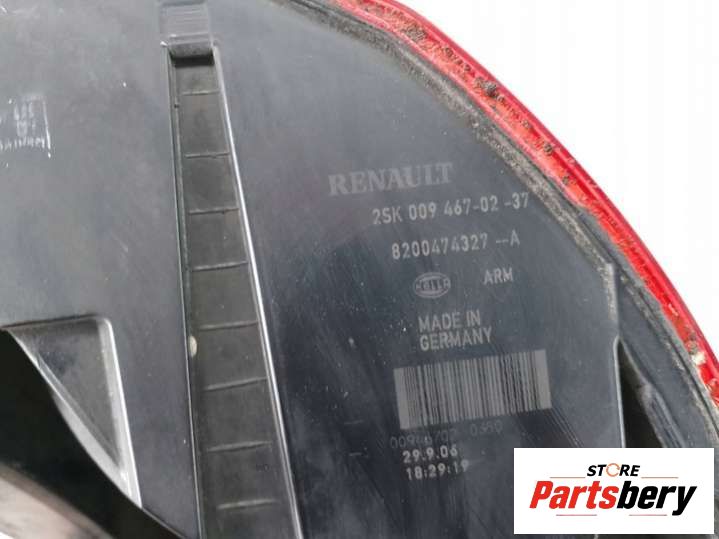 RENAULT
2SK 009 467-02 -37
8200474327 --A
HELLA
ARM
MADE IN
GERMANY
29.9.06
18:29:19
STORE
Partsbery